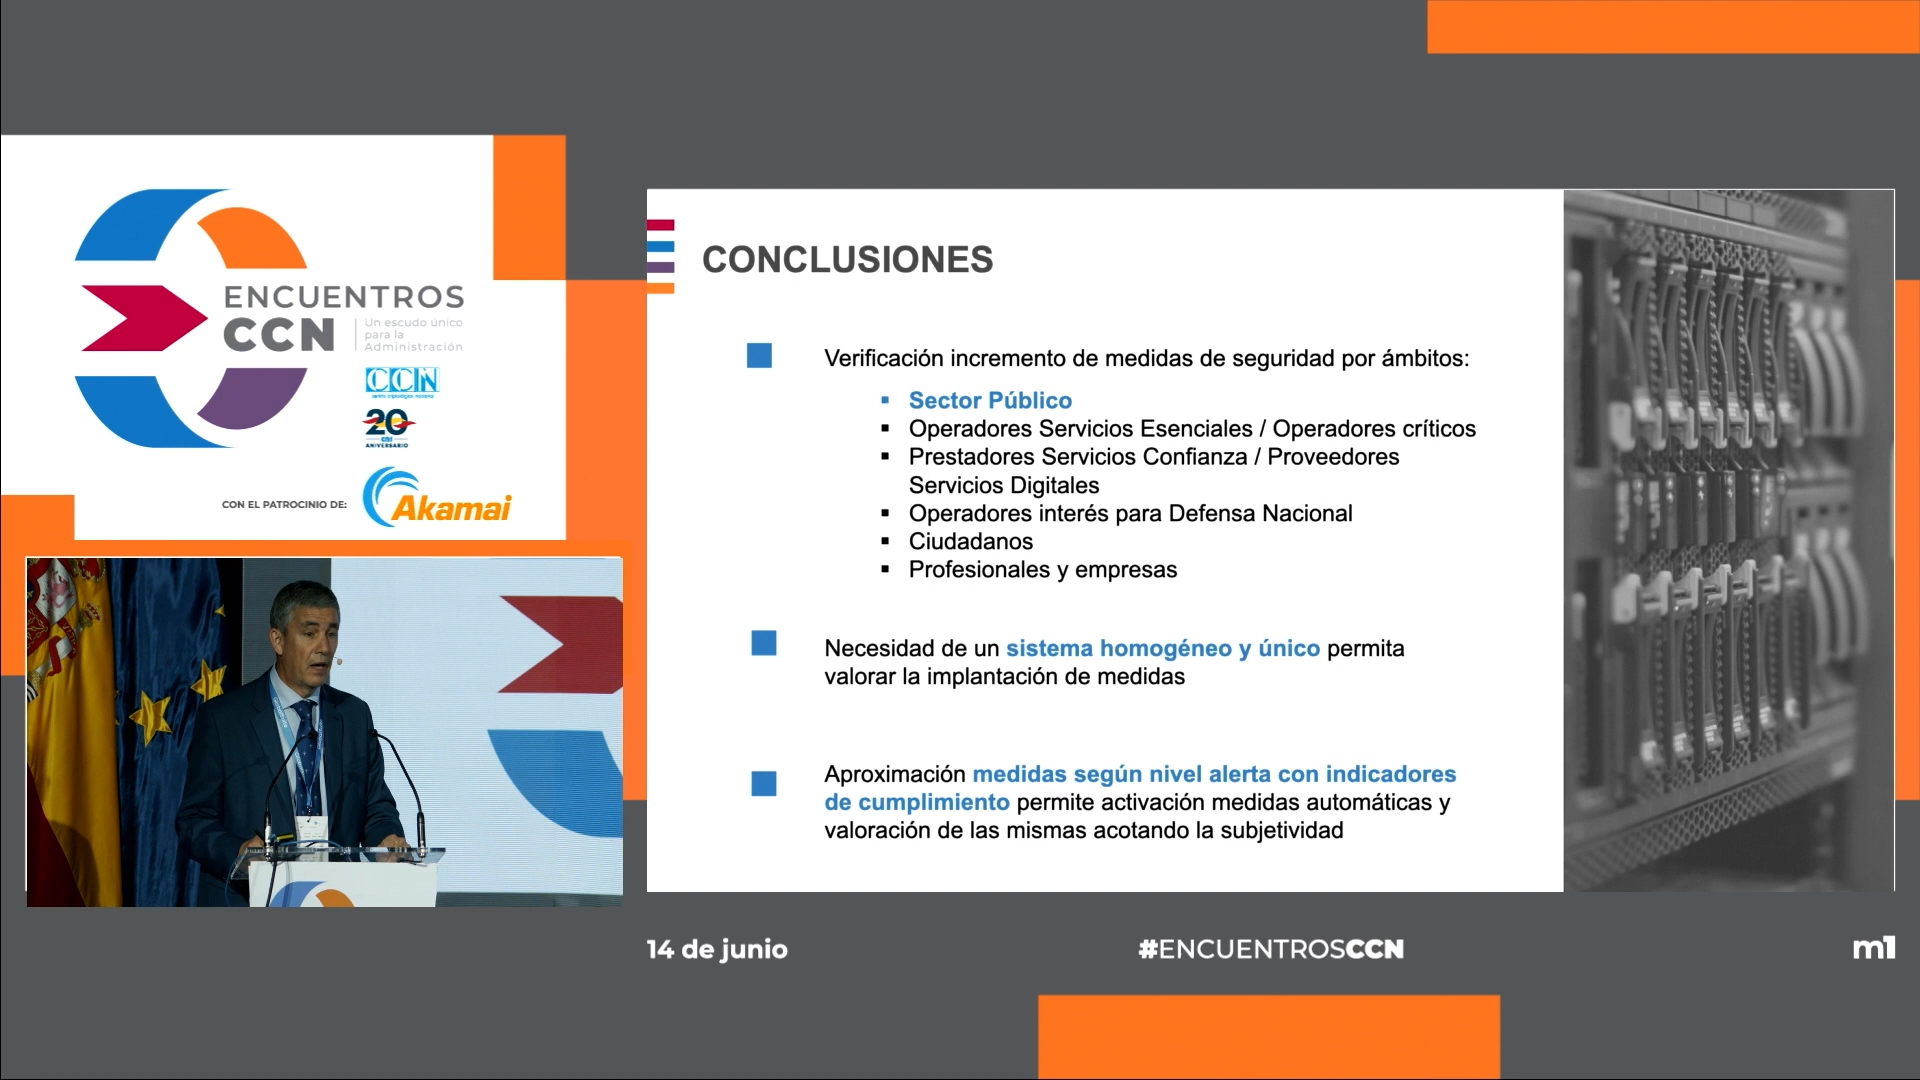 ENCUENTROS
CCN
Un escudo único
para la
Administración
CCN
centro criptológico nacional
20
ANIVERSARIO
CON EL PATROCINIO DE:
Akamai
CONCLUSIONES
Verificación incremento de medidas de seguridad por ámbitos:
Sector Público
Operadores Servicios Esenciales / Operadores críticos
Prestadores Servicios Confianza / Proveedores
Servicios Digitales
Operadores interés para Defensa Nacional
Ciudadanos
Profesionales y empresas
Necesidad de un sistema homogéneo y único permita
valorar la implantación de medidas
Aproximación medidas según nivel alerta con indicadores
de cumplimiento permite activación medidas automáticas y
valoración de las mismas acotando la subjetividad
14 de junio
#ENCUENTROSCCN
m1